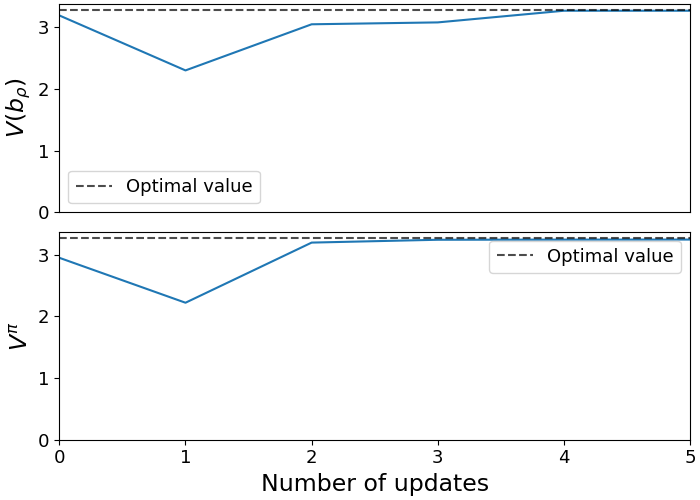 3
2
1
0
V(b_ρ)
Optimal value
3
2
1
0
V^π
Optimal value
0 1 2 3 4 5
Number of updates